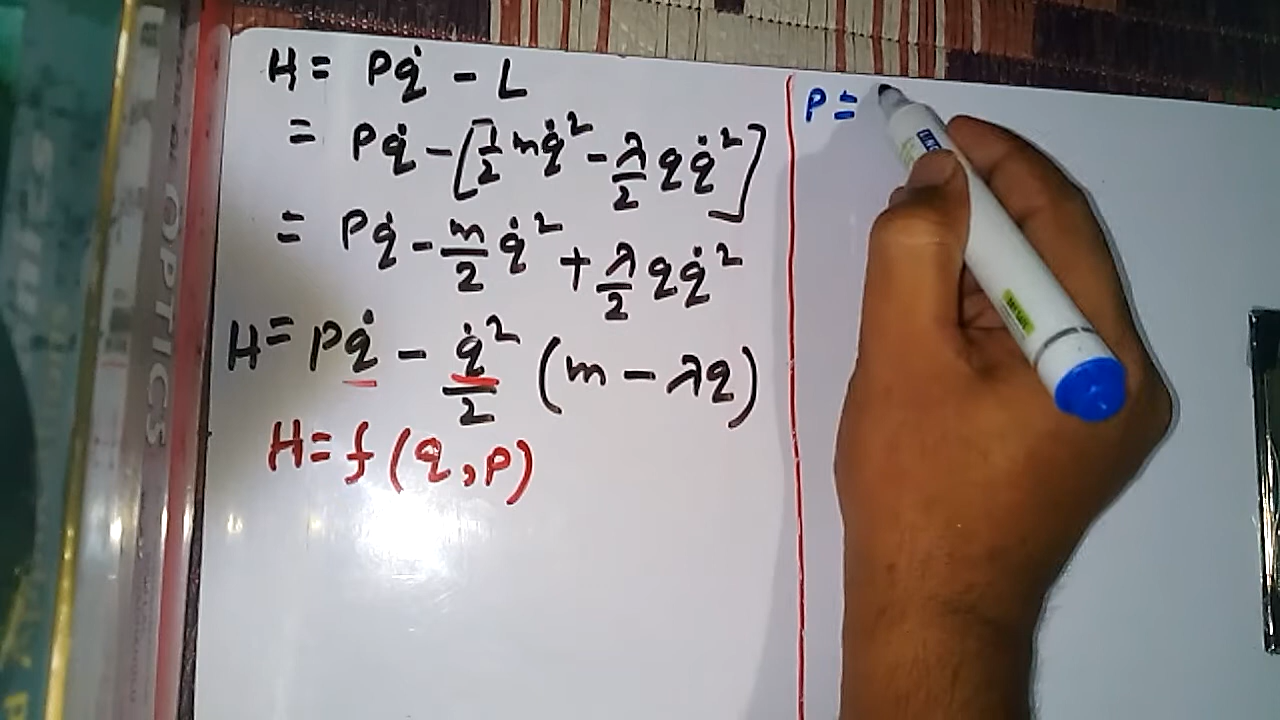 H = Pq̇ - L
= Pq̇ - [1/2 mq̇² - λ/2 qq̇²]
= Pq̇ - m/2 q̇² + λ/2 qq̇²
H = Pq̇ - q̇²/2 (m - λq)
H = f(q, P)
P =
OPTICS